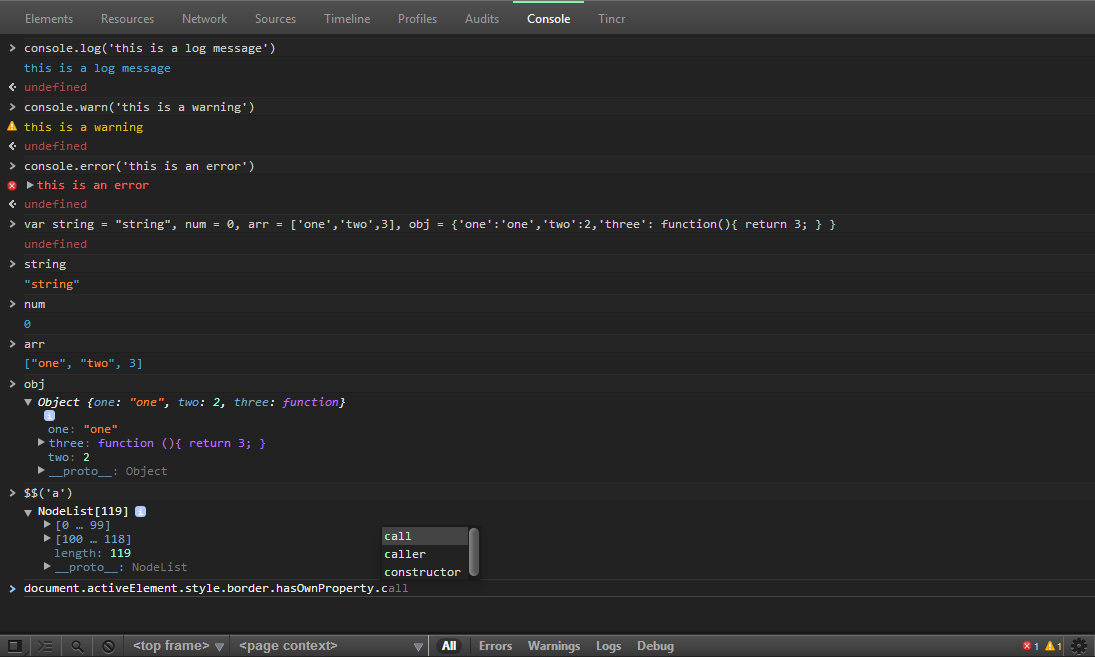 Elements Resources Network Sources Timeline Profiles Audits Console Tincr
> console.log('this is a log message')
this is a log message
undefined
> console.warn('this is a warning')
this is a warning
undefined
> console.error('this is an error')
this is an error
undefined
> var string = "string", num = 0, arr = ['one','two',3], obj = {'one':'one','two':2,'three': function(){ return 3; } }
undefined
> string
"string"
> num
0
> arr
["one", "two", 3]
> obj
Object {one: "one", two: 2, three: function}
i
one: "one"
three: function (){ return 3; }
two: 2
__proto__: Object
> $$('a')
NodeList[119] i
[0 … 99]
[100 … 118]
length: 119
__proto__: NodeList
call
caller
constructor
> document.activeElement.style.border.hasOwnProperty.call
<top frame> <page context> All Errors Warnings Logs Debug 1 1